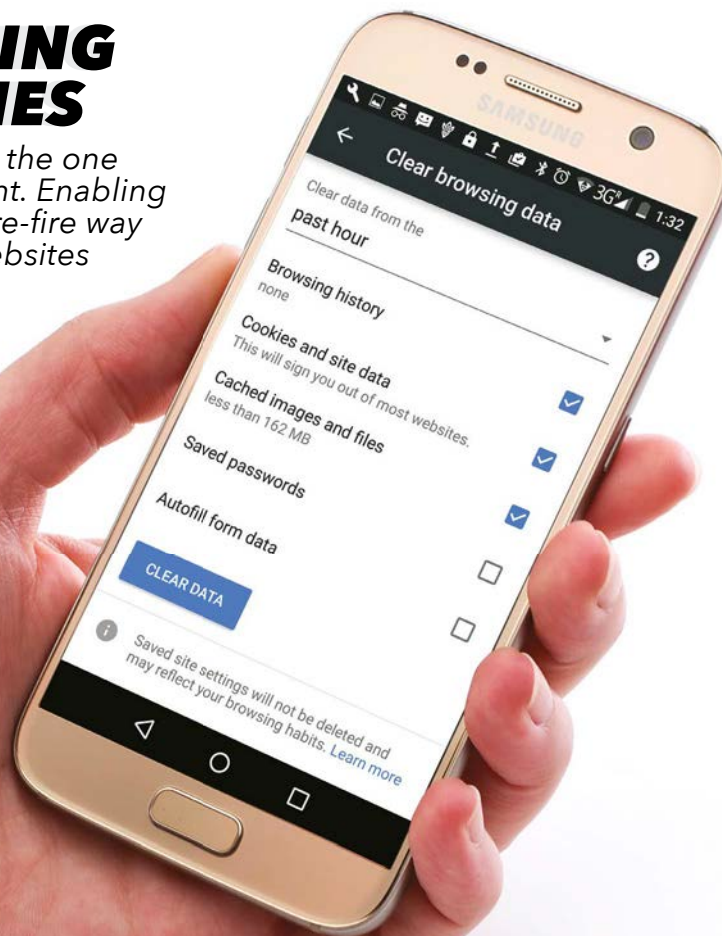 ING
IES
the one
nt. Enabling
re-fire way
ebsites
SAMSUNG
3G 1:32
Clear browsing data
?
Clear data from the
past hour
Browsing history
none
Cookies and site data
This will sign you out of most websites.
Cached images and files
less than 162 MB
Saved passwords
Autofill form data
CLEAR DATA
i
Saved site settings will not be deleted and
may reflect your browsing habits. Learn more